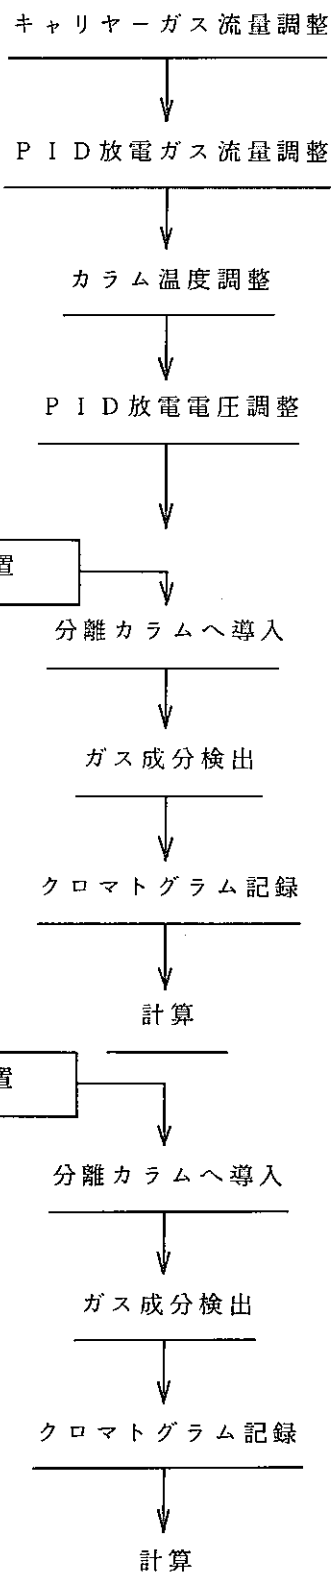 キャリヤーガス流量調整
PID放電ガス流量調整
カラム温度調整
PID放電電圧調整
置
分離カラムへ導入
ガス成分検出
クロマトグラム記録
計算
置
分離カラムへ導入
ガス成分検出
クロマトグラム記録
計算